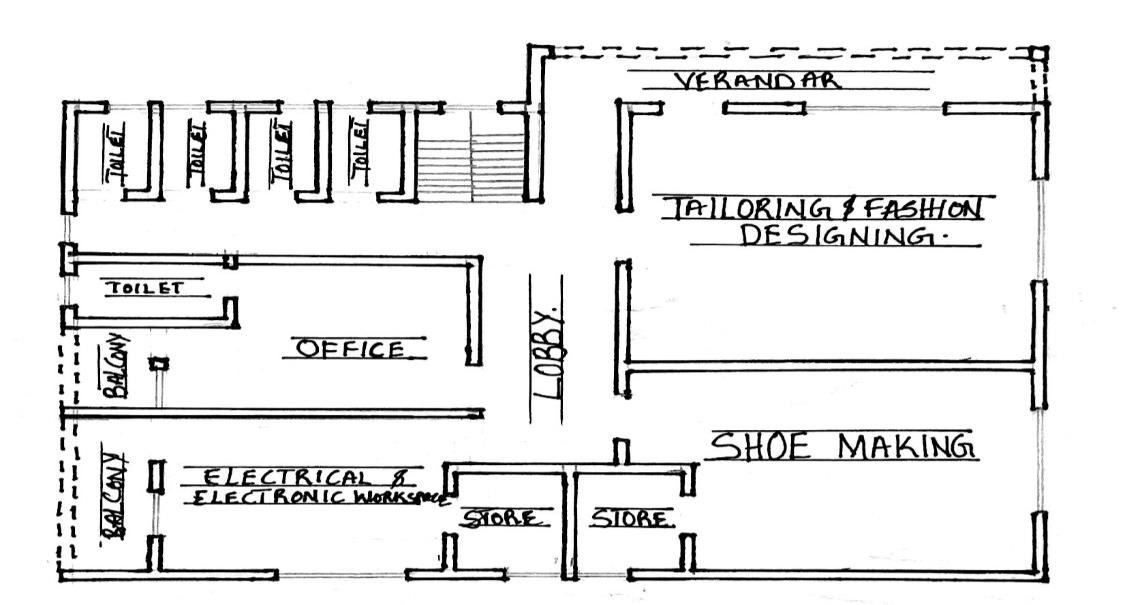 VERANDAR
TOILET
TOILET
TOILET
TOILET
TAILORING & FASHION
DESIGNING.
TOILET
OFFICE
BALCONY
LOBBY.
SHOE MAKING
BALCONY
ELECTRICAL &
ELECTRONIC WORKSPACE
STORE
STORE.